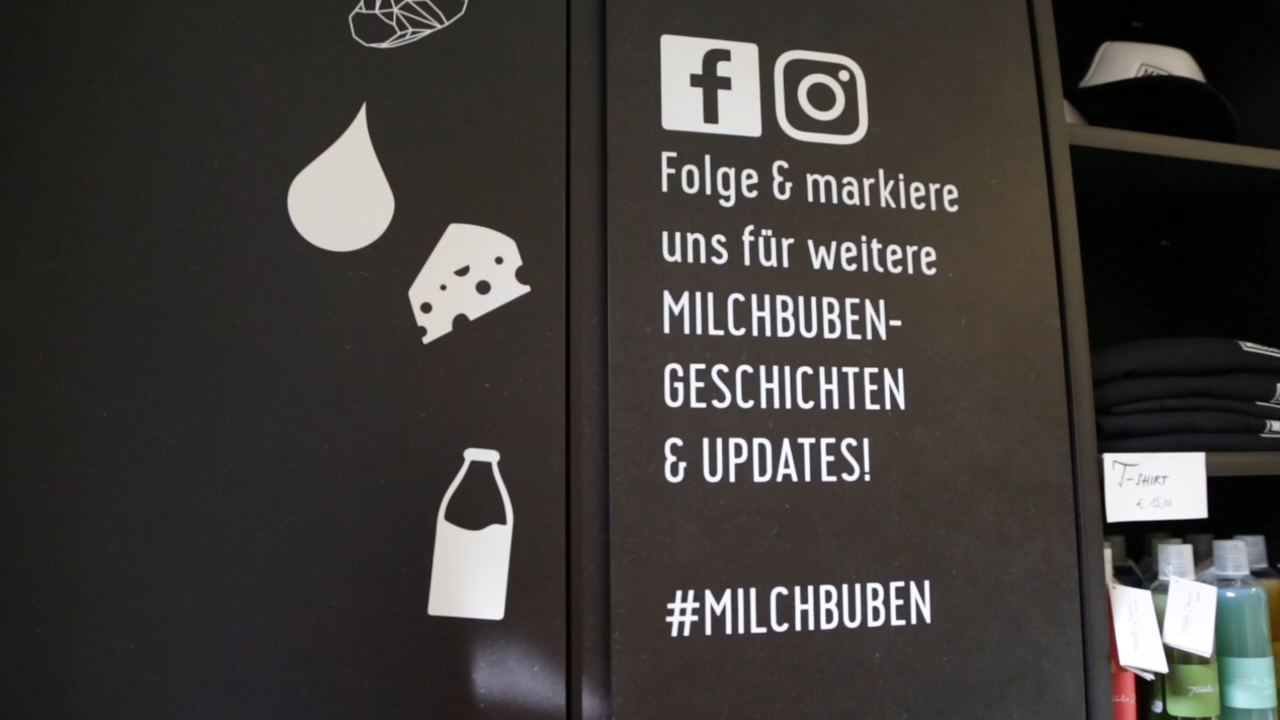 Folge & markiere
uns für weitere
MILCHBUBEN-
GESCHICHTEN
& UPDATES!
#MILCHBUBEN
T-SHIRT
€ 15,00